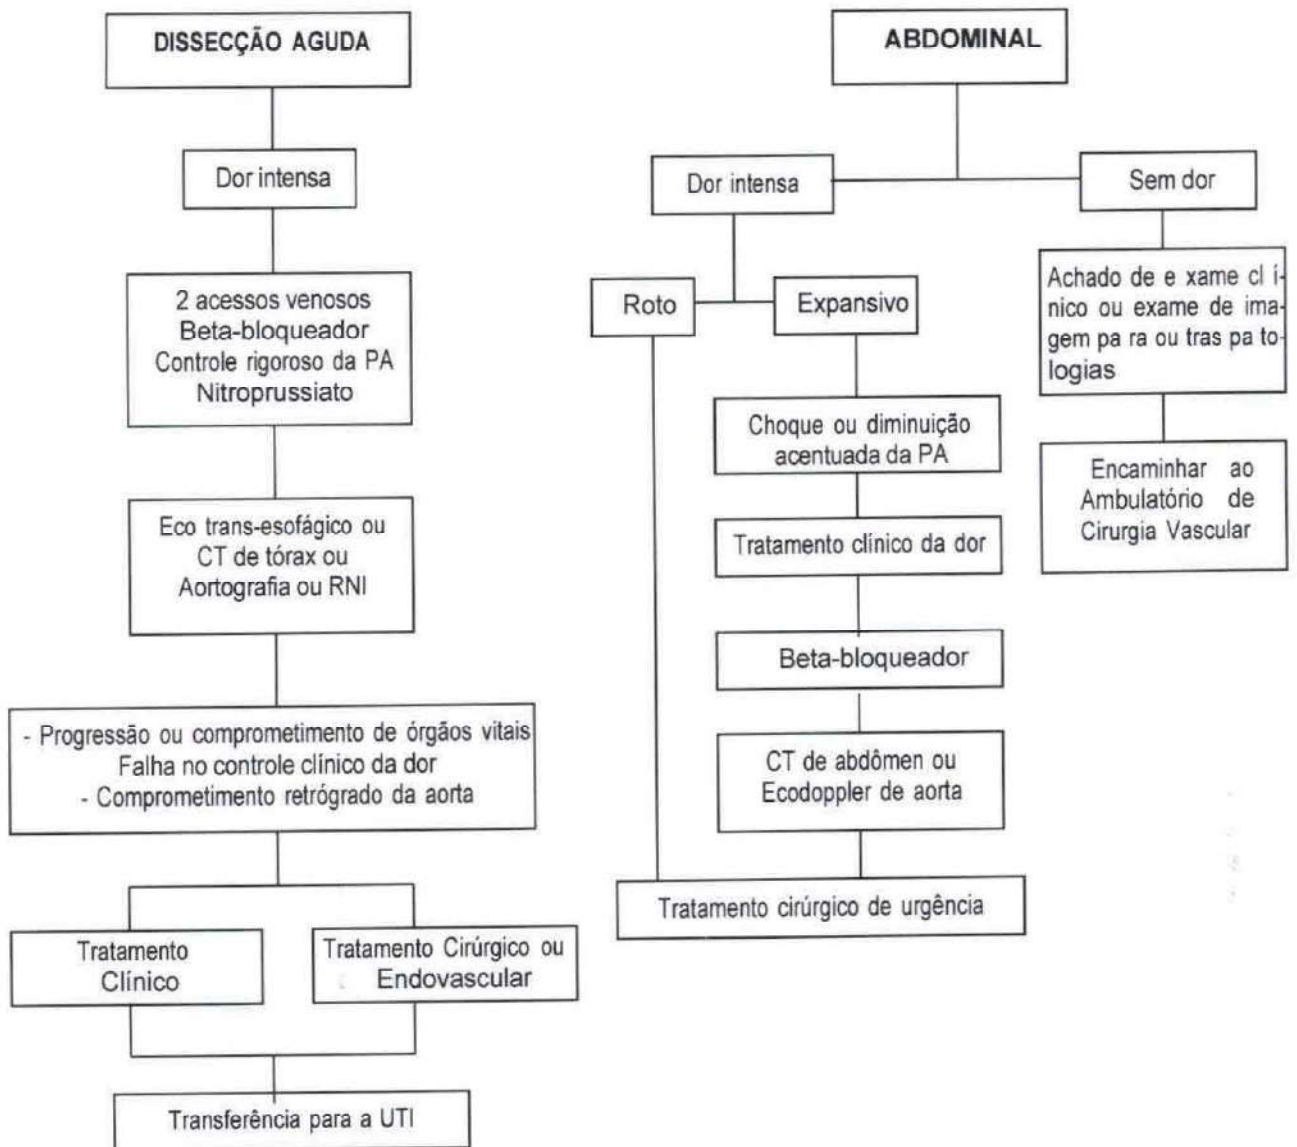 DISSECÇÃO AGUDA
Dor intensa
2 acessos venosos
Beta-bloqueador
Controle rigoroso da PA
Nitroprussiato
Eco trans-esofágico ou
CT de tórax ou
Aortografia ou RNI
- Progressão ou comprometimento de órgãos vitais
Falha no controle clínico da dor
- Comprometimento retrógrado da aorta
Tratamento
Clínico
Tratamento Cirúrgico ou
Endovascular
Transferência para a UTI
ABDOMINAL
Dor intensa
Sem dor
Roto
Expansivo
Achado de e xame cl í-
nico ou exame de ima-
gem pa ra ou tras pa to-
logias
Choque ou diminuição
acentuada da PA
Encaminhar ao
Ambulatório de
Cirurgia Vascular
Tratamento clínico da dor
Beta-bloqueador
CT de abdômen ou
Ecodoppler de aorta
Tratamento cirúrgico de urgência